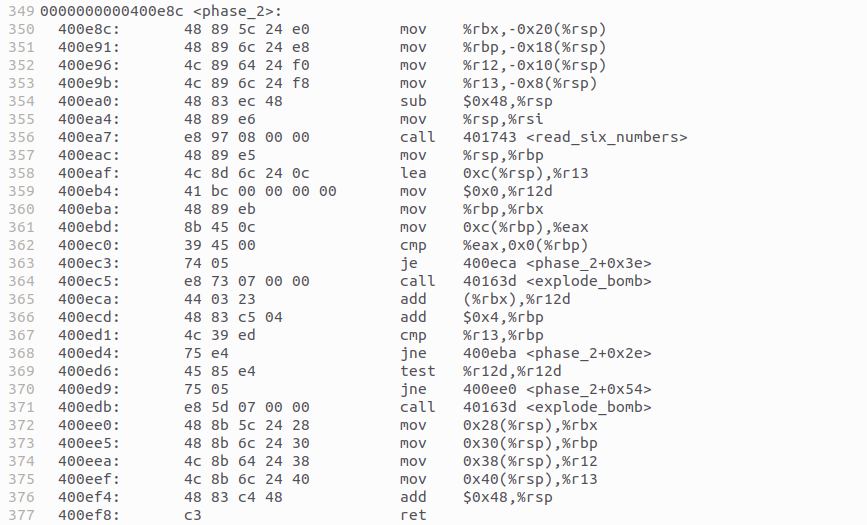 349 0000000000400e8c <phase_2>:
350 400e8c: 48 89 5c 24 e0 mov %rbx,-0x20(%rsp)
351 400e91: 48 89 6c 24 e8 mov %rbp,-0x18(%rsp)
352 400e96: 4c 89 64 24 f0 mov %r12,-0x10(%rsp)
353 400e9b: 4c 89 6c 24 f8 mov %r13,-0x8(%rsp)
354 400ea0: 48 83 ec 48 sub $0x48,%rsp
355 400ea4: 48 89 e6 mov %rsp,%rsi
356 400ea7: e8 97 08 00 00 call 401743 <read_six_numbers>
357 400eac: 48 89 e5 mov %rsp,%rbp
358 400eaf: 4c 8d 6c 24 0c lea 0xc(%rsp),%r13
359 400eb4: 41 bc 00 00 00 00 mov $0x0,%r12d
360 400eba: 48 89 eb mov %rbp,%rbx
361 400ebd: 8b 45 0c mov 0xc(%rbp),%eax
362 400ec0: 39 45 00 cmp %eax,0x0(%rbp)
363 400ec3: 74 05 je 400eca <phase_2+0x3e>
364 400ec5: e8 73 07 00 00 call 40163d <explode_bomb>
365 400eca: 44 03 23 add (%rbx),%r12d
366 400ecd: 48 83 c5 04 add $0x4,%rbp
367 400ed1: 4c 39 ed cmp %r13,%rbp
368 400ed4: 75 e4 jne 400eba <phase_2+0x2e>
369 400ed6: 45 85 e4 test %r12d,%r12d
370 400ed9: 75 05 jne 400ee0 <phase_2+0x54>
371 400edb: e8 5d 07 00 00 call 40163d <explode_bomb>
372 400ee0: 48 8b 5c 24 28 mov 0x28(%rsp),%rbx
373 400ee5: 48 8b 6c 24 30 mov 0x30(%rsp),%rbp
374 400eea: 4c 8b 64 24 38 mov 0x38(%rsp),%r12
375 400eef: 4c 8b 6c 24 40 mov 0x40(%rsp),%r13
376 400ef4: 48 83 c4 48 add $0x48,%rsp
377 400ef8: c3 ret